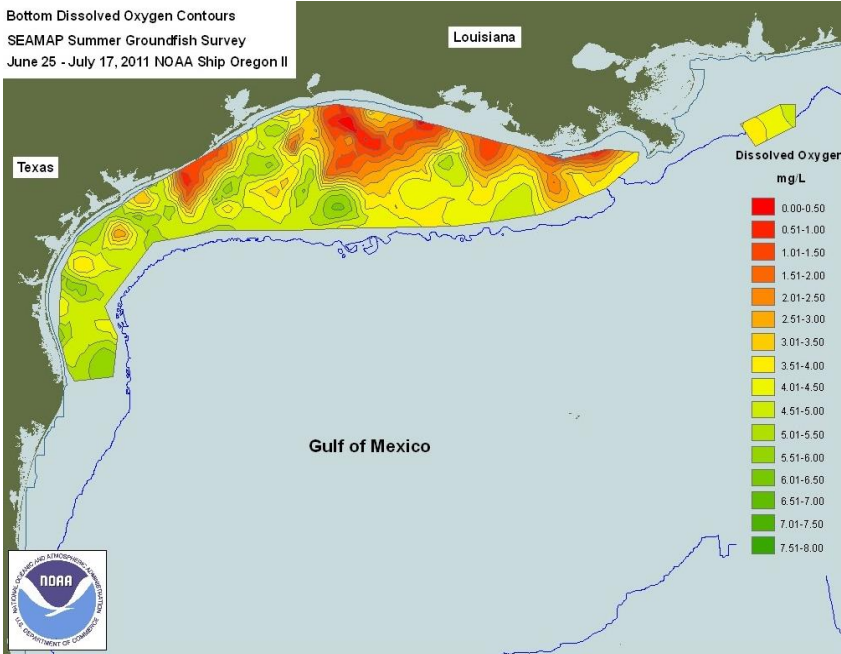 Bottom Dissolved Oxygen Contours
SEAMAP Summer Groundfish Survey
June 25 - July 17, 2011 NOAA Ship Oregon II
Louisiana
Texas
Dissolved Oxygen
mg/L
0.00-0.50
0.51-1.00
1.01-1.50
1.51-2.00
2.01-2.50
2.51-3.00
3.01-3.50
3.51-4.00
4.01-4.50
4.51-5.00
5.01-5.50
5.51-6.00
6.01-6.50
6.51-7.00
7.01-7.50
7.51-8.00
Gulf of Mexico
NATIONAL OCEANIC AND ATMOSPHERIC ADMINISTRATION
NOAA
U.S. DEPARTMENT OF COMMERCE